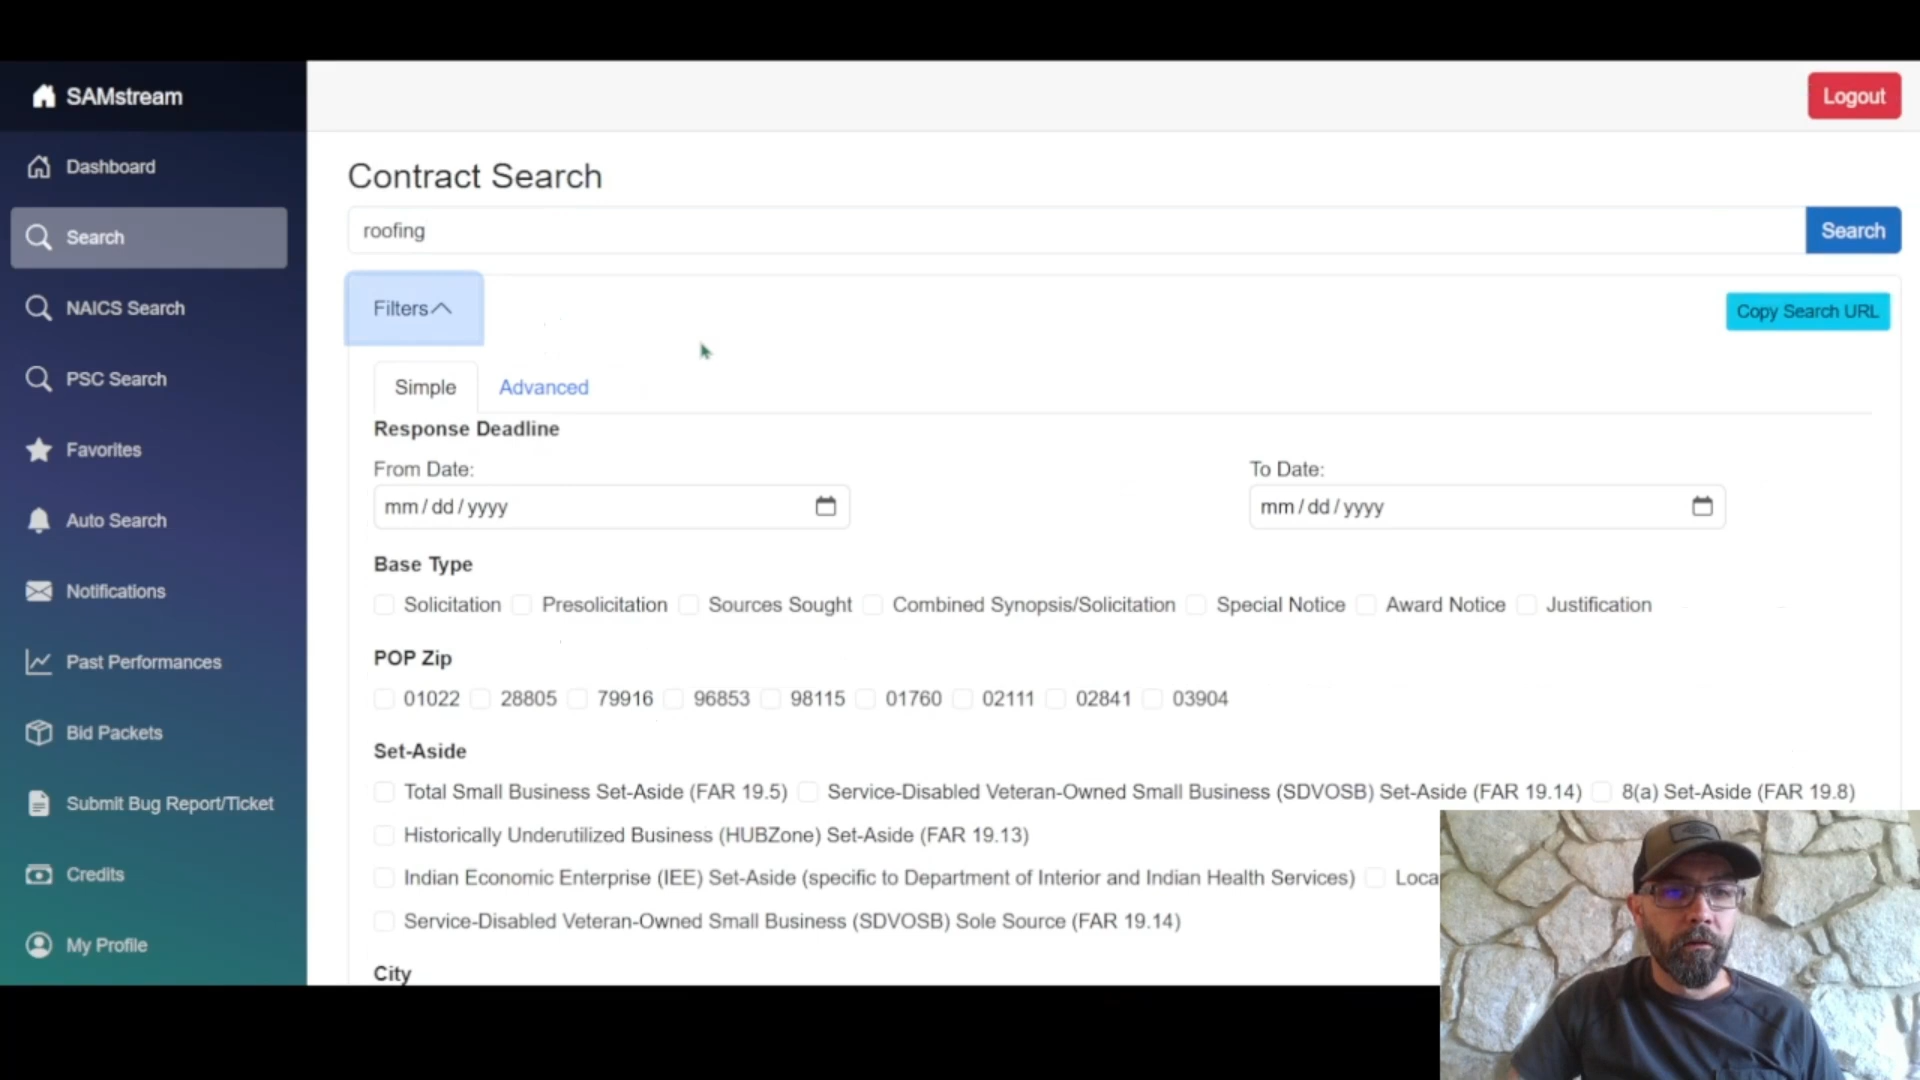 SAMstream
Logout
Dashboard
Search
NAICS Search
PSC Search
Favorites
Auto Search
Notifications
Past Performances
Bid Packets
Submit Bug Report/Ticket
Credits
My Profile
Contract Search
roofing
Search
Filters
Copy Search URL
Simple Advanced
Response Deadline
From Date: To Date:
mm/dd/yyyy mm/dd/yyyy
Base Type
Solicitation Presolicitation Sources Sought Combined Synopsis/Solicitation Special Notice Award Notice Justification
POP Zip
01022 28805 79916 96853 98115 01760 02111 02841 03904
Set-Aside
Total Small Business Set-Aside (FAR 19.5) Service-Disabled Veteran-Owned Small Business (SDVOSB) Set-Aside (FAR 19.14) 8(a) Set-Aside (FAR 19.8)
Historically Underutilized Business (HUBZone) Set-Aside (FAR 19.13)
Indian Economic Enterprise (IEE) Set-Aside (specific to Department of Interior and Indian Health Services) Loca
Service-Disabled Veteran-Owned Small Business (SDVOSB) Sole Source (FAR 19.14)
City